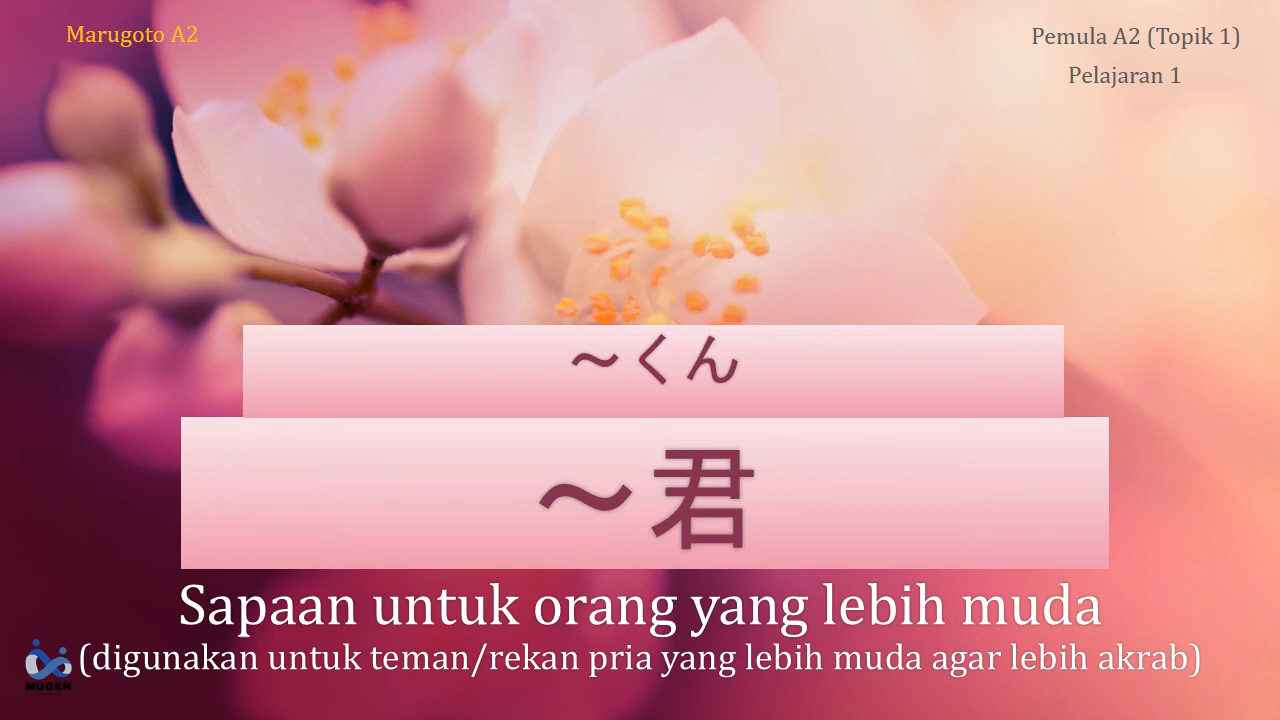 Marugoto A2
Pemula A2 (Topik 1)
Pelajaran 1
～くん
～君
Sapaan untuk orang yang lebih muda
(digunakan untuk teman/rekan pria yang lebih muda agar lebih akrab)
MUGEN